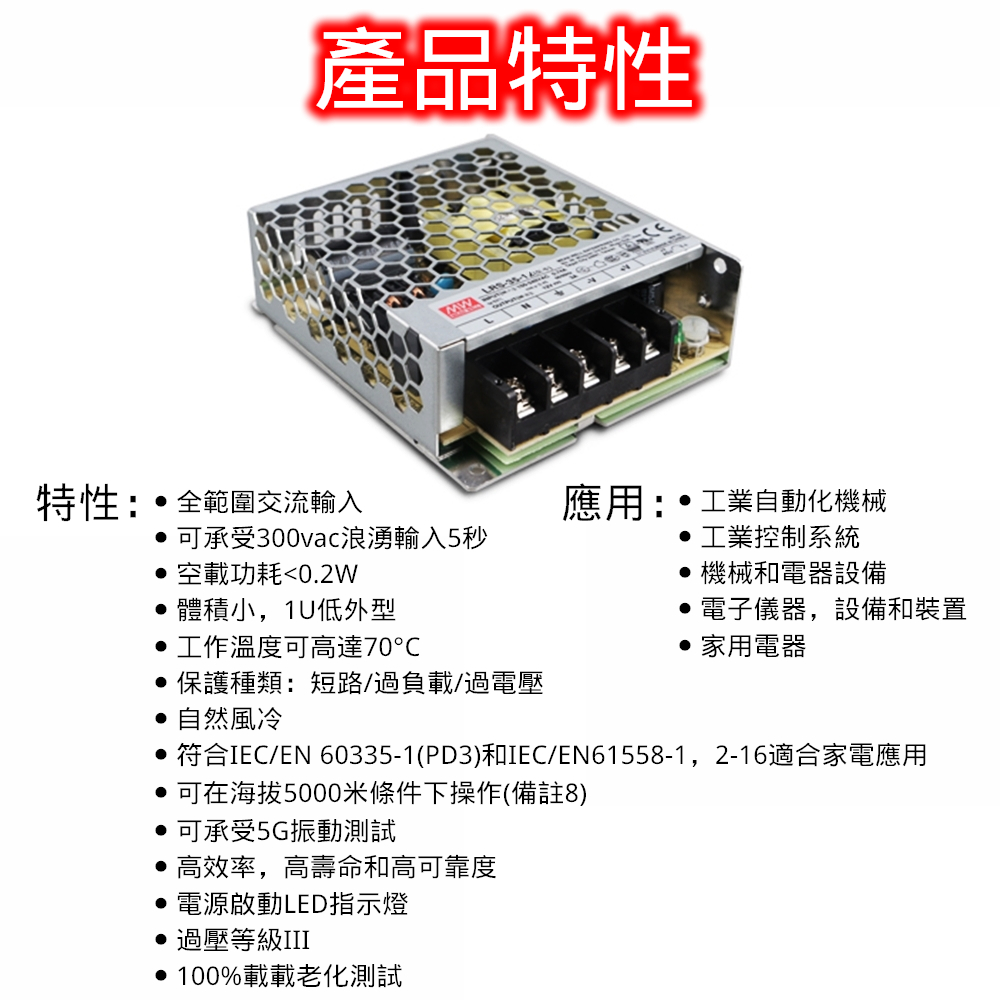 產品特性
LRS-35-
MW
L N
-V +V
特性：
全範圍交流輸入
可承受300vac浪湧輸入5秒
空載功耗<0.2W
體積小，1U低外型
工作溫度可高達70°C
保護種類：短路/過負載/過電壓
自然風冷
符合IEC/EN 60335-1(PD3)和IEC/EN61558-1，2-16適合家電應用
可在海拔5000米條件下操作(備註8)
可承受5G振動測試
高效率，高壽命和高可靠度
電源啟動LED指示燈
過壓等級III
100%載載老化測試
應用：
工業自動化機械
工業控制系統
機械和電器設備
電子儀器，設備和裝置
家用電器